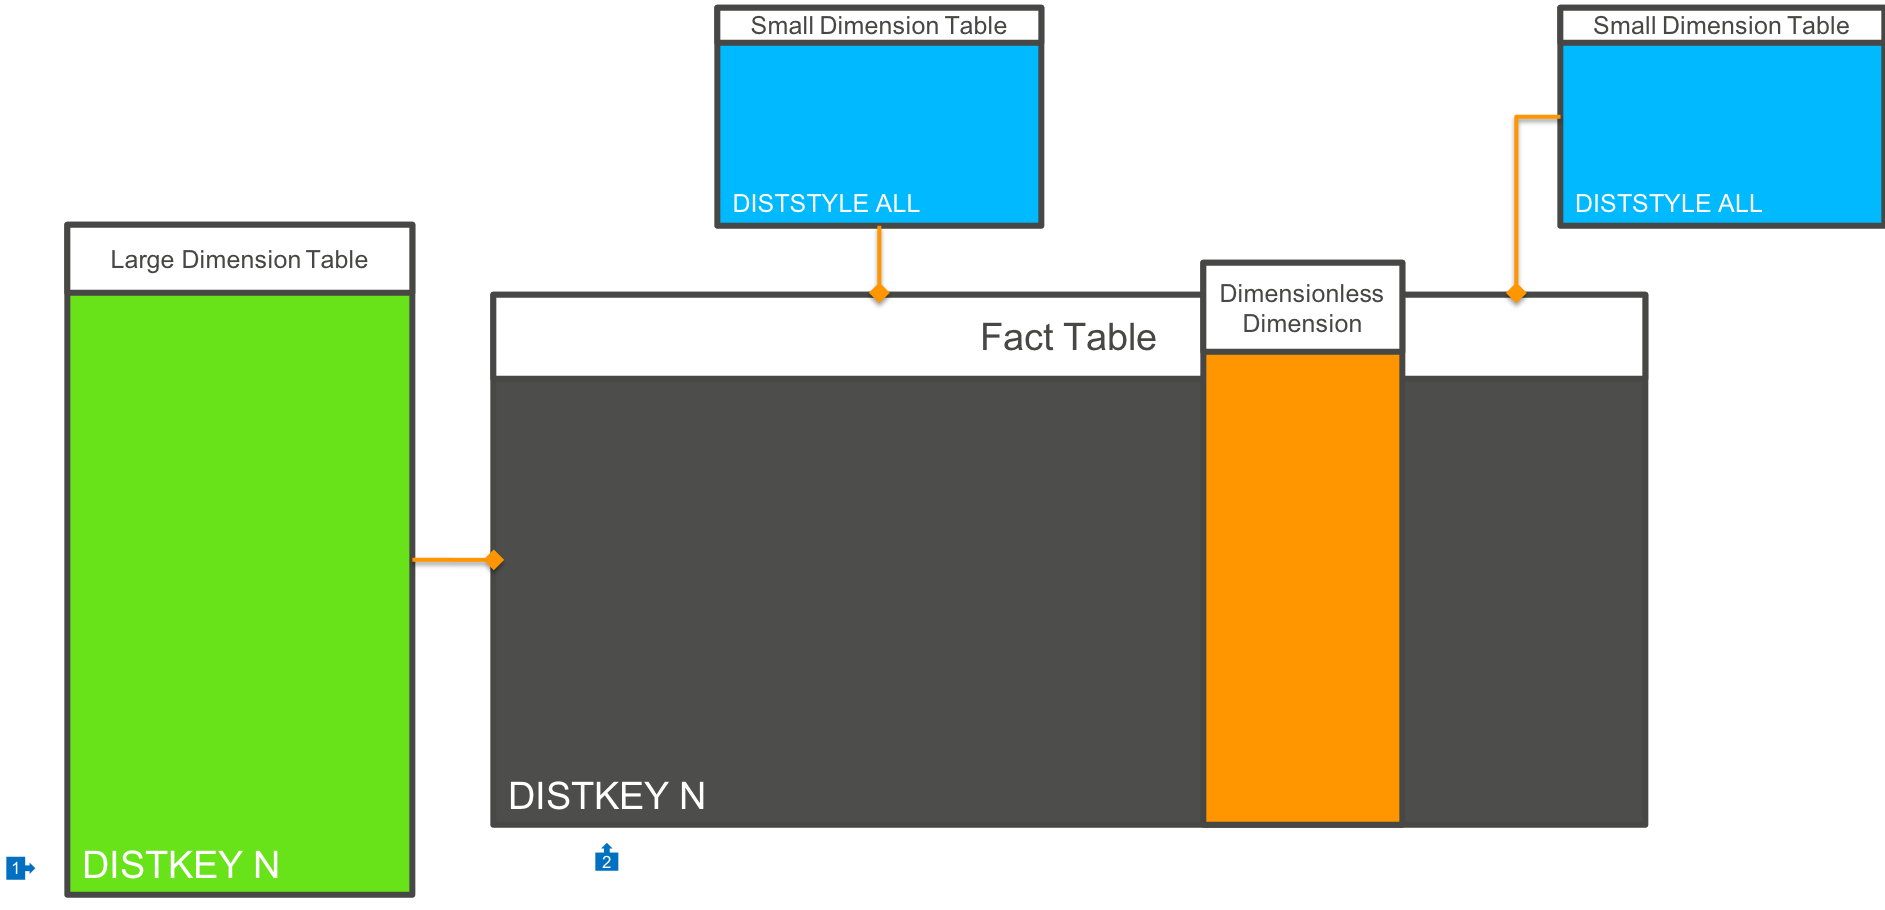 Small Dimension Table
Small Dimension Table
DISTSTYLE ALL
DISTSTYLE ALL
Large Dimension Table
Dimensionless
Dimension
Fact Table
DISTKEY N
DISTKEY N
1
2